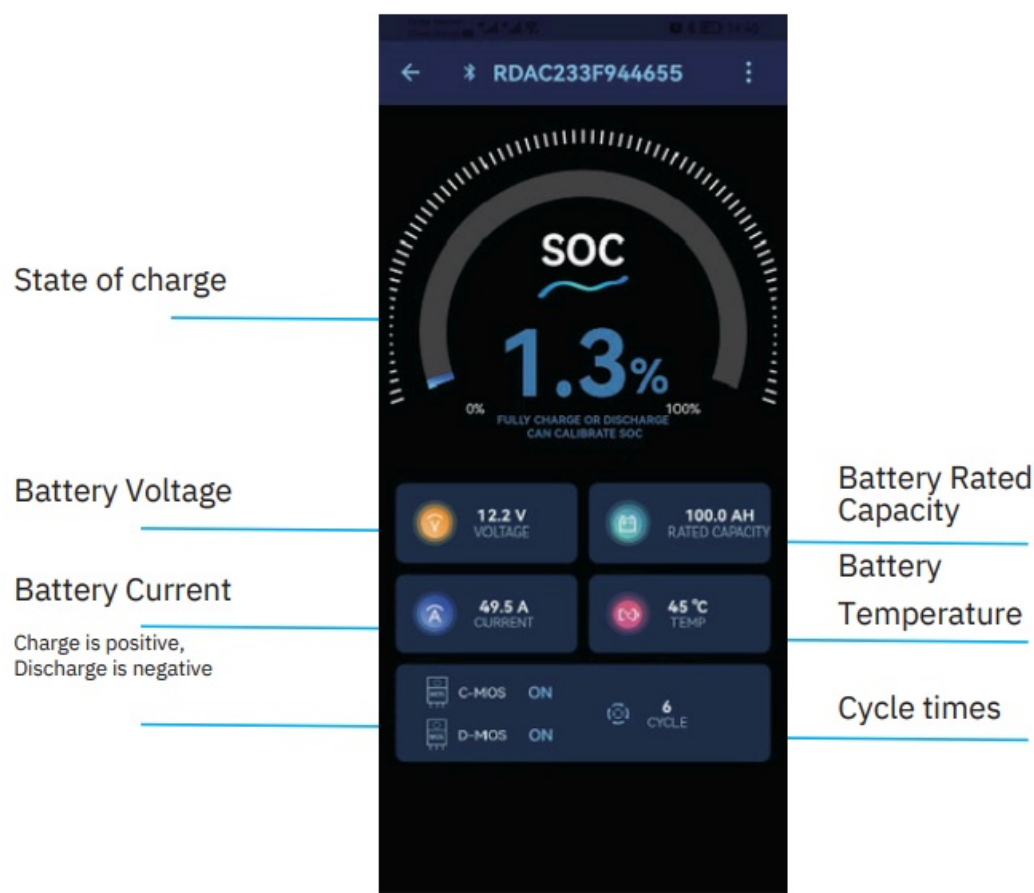 RDAC233F944655
SOC
1.3%
0%
100%
FULLY CHARGE OR DISCHARGE
CAN CALIBRATE SOC
State of charge
Battery Voltage
12.2 V
VOLTAGE
100.0 AH
RATED CAPACITY
Battery Rated
Capacity
Battery Current
Charge is positive,
Discharge is negative
49.5 A
CURRENT
45 °C
TEMP
Battery
Temperature
C-MOS ON
D-MOS ON
6
CYCLE
Cycle times